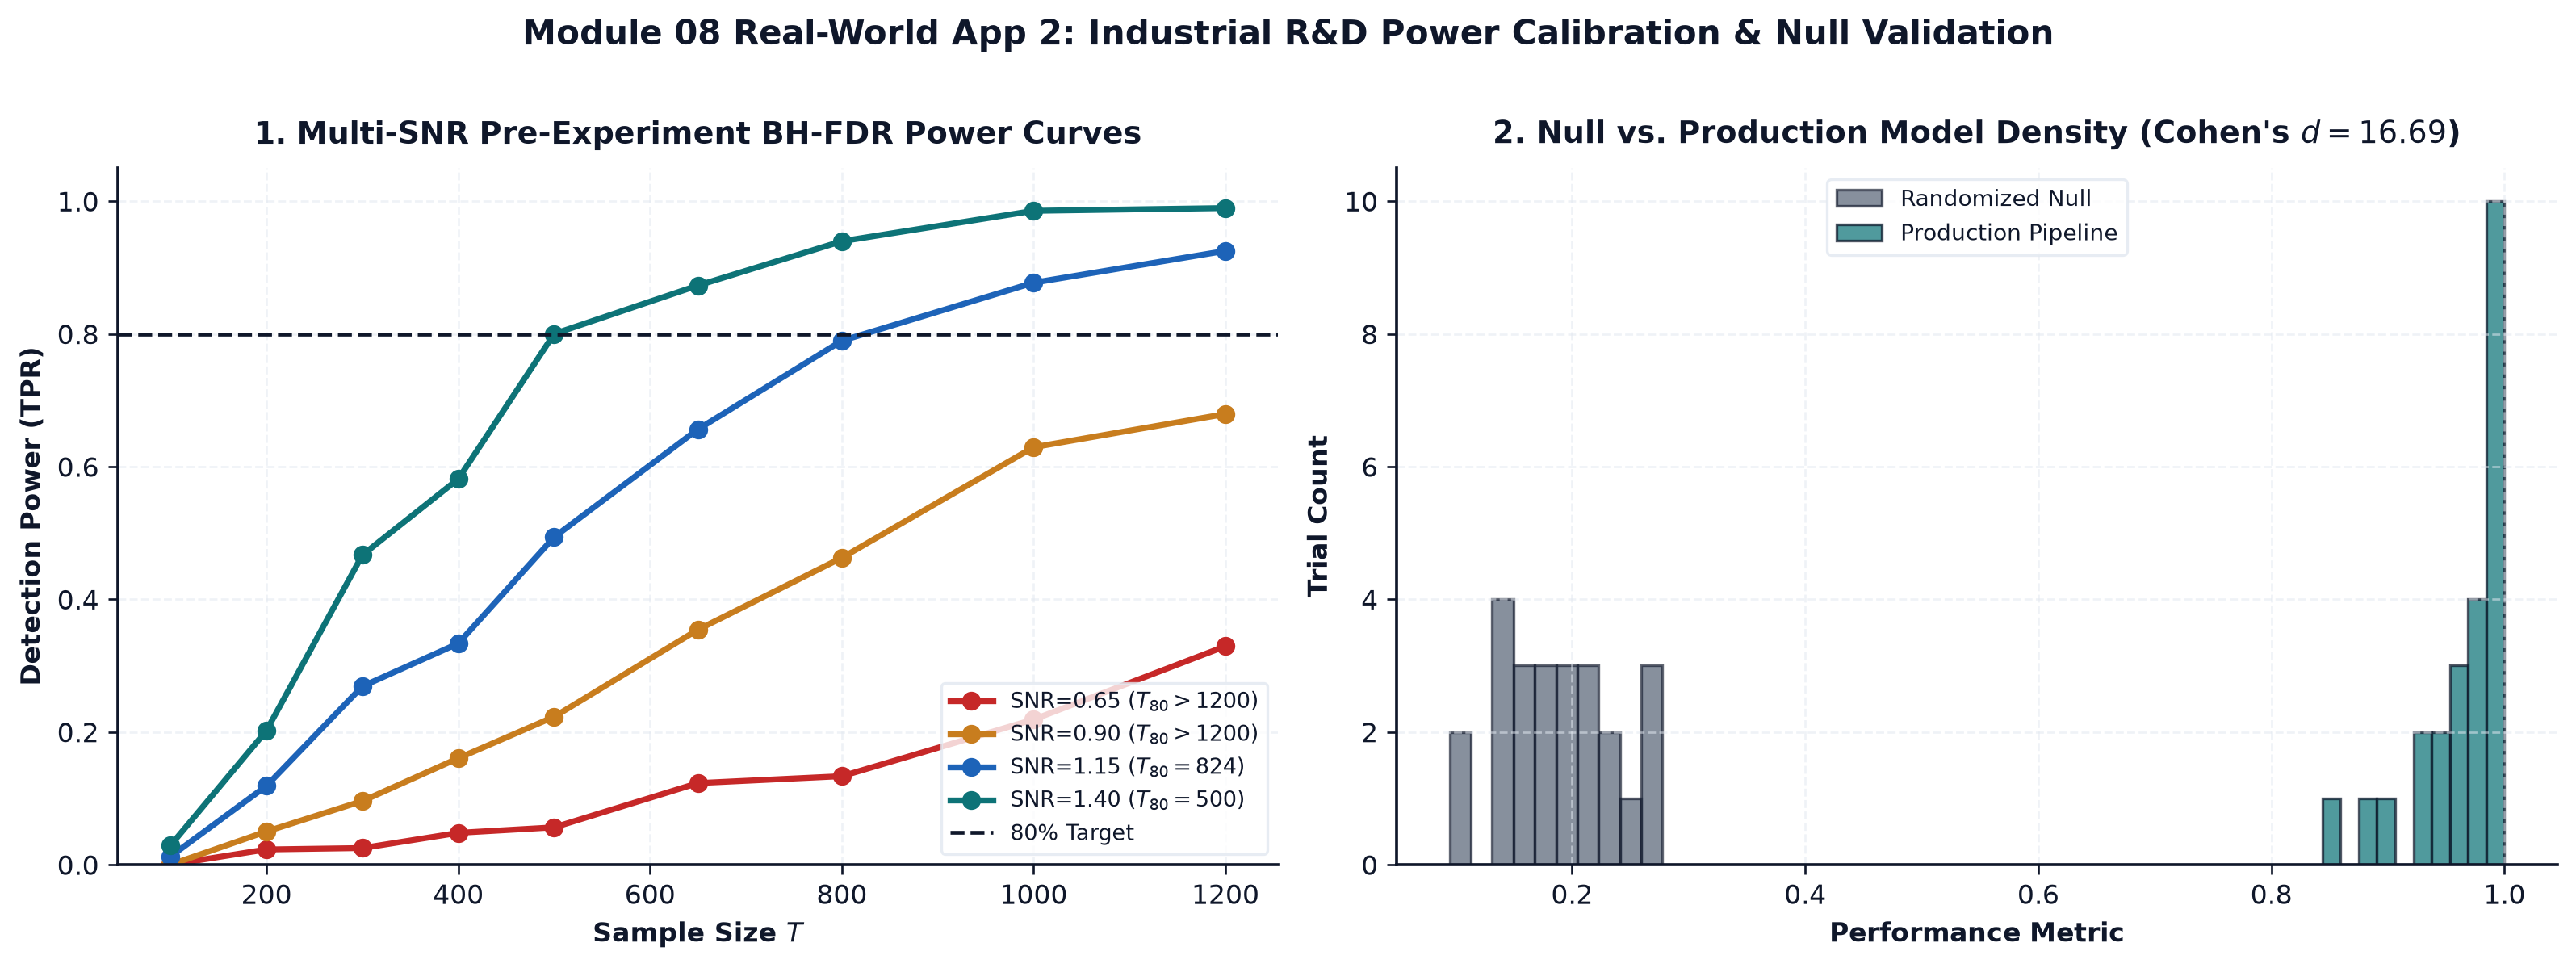 Module 08 Real-World App 2: Industrial R&D Power Calibration & Null Validation
1. Multi-SNR Pre-Experiment BH-FDR Power Curves
Detection Power (TPR)
1.0
0.8
0.6
0.4
0.2
0.0
200
400
600
800
1000
1200
Sample Size T
SNR=0.65 (T₈₀ > 1200)
SNR=0.90 (T₈₀ > 1200)
SNR=1.15 (T₈₀ = 824)
SNR=1.40 (T₈₀ = 500)
80% Target
2. Null vs. Production Model Density (Cohen's d = 16.69)
Trial Count
10
8
6
4
2
0
0.2
0.4
0.6
0.8
1.0
Performance Metric
Randomized Null
Production Pipeline